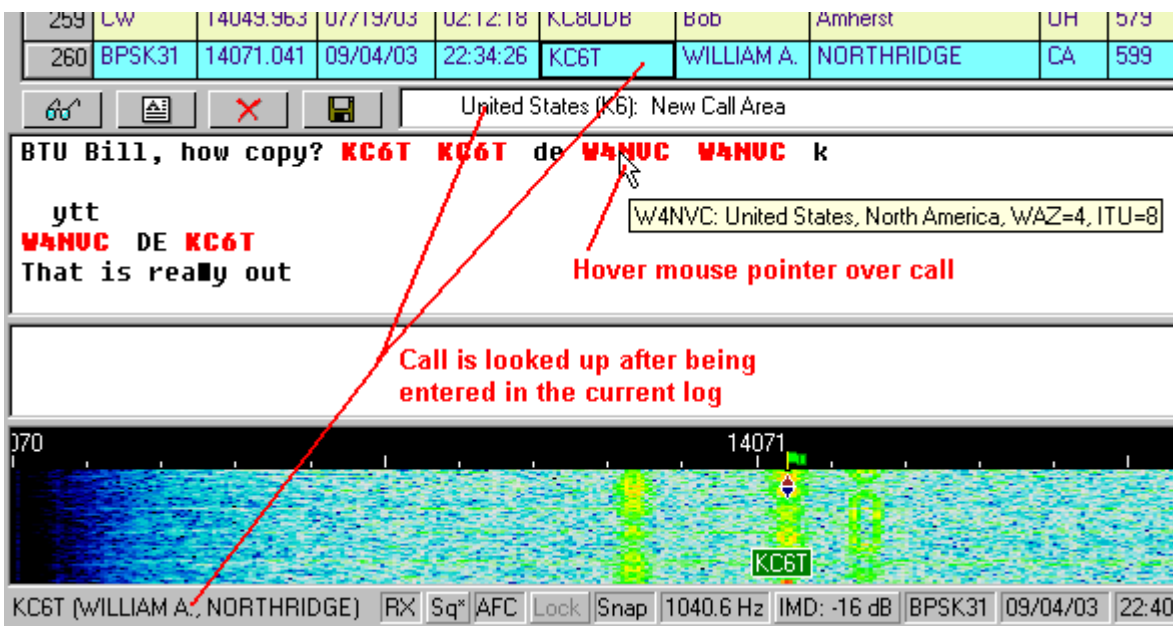 259 CW 14049.963 07/19/03 02:12:18 KC8UDB Bob Amherst OH 579
260 BPSK31 14071.041 09/04/03 22:34:26 KC6T WILLIAM A. NORTHRIDGE CA 599
United States (K6): New Call Area
BTU Bill, how copy? KC6T KC6T de W4NVC W4NVC k
ytt
W4NVC: United States, North America, WAZ=4, ITU=8
W4NVC DE KC6T
That is rea■y out
Hover mouse pointer over call
Call is looked up after being
entered in the current log
070 14071
KC6T
KC6T (WILLIAM A., NORTHRIDGE) RX Sq* AFC Lock Snap 1040.6 Hz IMD: -16 dB BPSK31 09/04/03 22:40